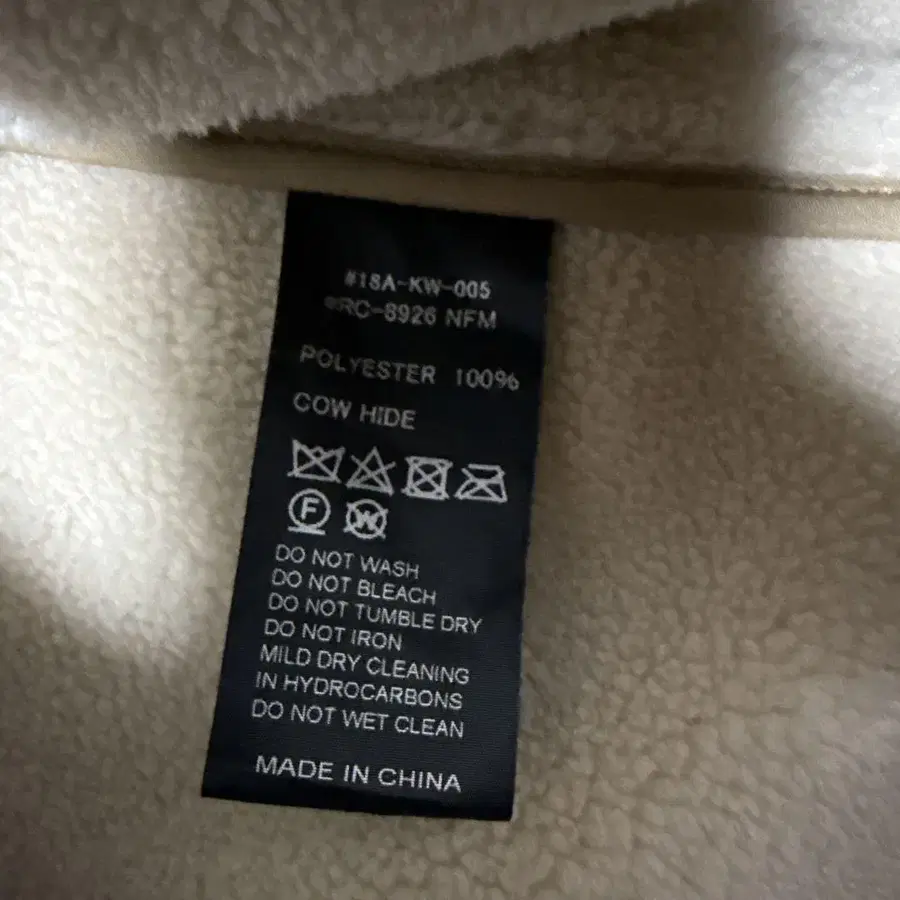 #18A-KW-005
RC-8926 NFM
POLYESTER 100%
COW HIDE
F W
DO NOT WASH
DO NOT BLEACH
DO NOT TUMBLE DRY
DO NOT IRON
MILD DRY CLEANING
IN HYDROCARBONS
DO NOT WET CLEAN
MADE IN CHINA